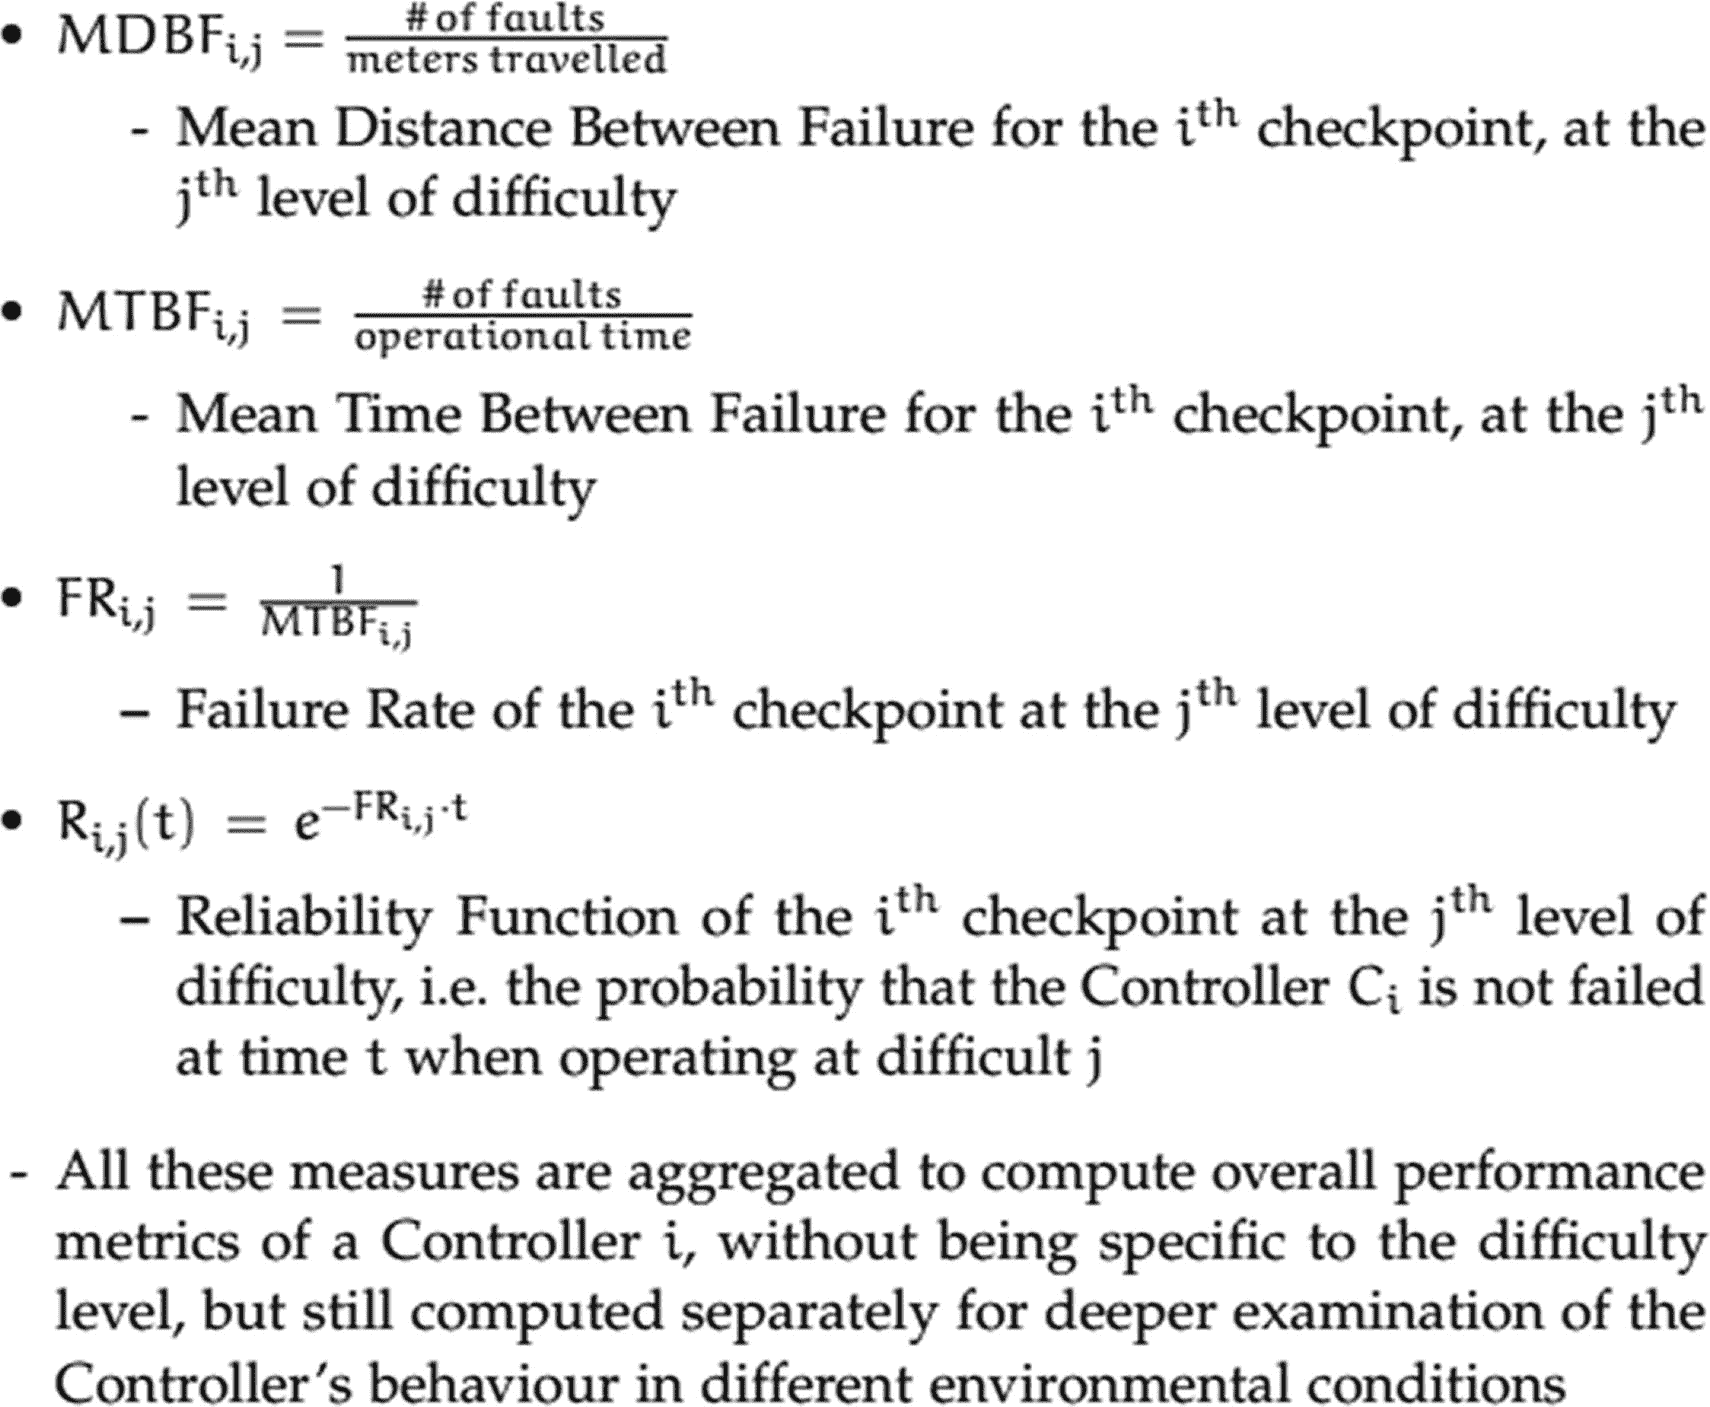 • MDBF_{i,j} = \frac{# of faults}{meters travelled}
- Mean Distance Between Failure for the i^{th} checkpoint, at the
j^{th} level of difficulty
• MTBF_{i,j} = \frac{# of faults}{operational time}
- Mean Time Between Failure for the i^{th} checkpoint, at the j^{th}
level of difficulty
• FR_{i,j} = \frac{1}{MTBF_{i,j}}
– Failure Rate of the i^{th} checkpoint at the j^{th} level of difficulty
• R_{i,j}(t) = e^{−FR_{i,j}·t}
– Reliability Function of the i^{th} checkpoint at the j^{th} level of
difficulty, i.e. the probability that the Controller C_i is not failed
at time t when operating at difficult j
- All these measures are aggregated to compute overall performance
metrics of a Controller i, without being specific to the difficulty
level, but still computed separately for deeper examination of the
Controller's behaviour in different environmental conditions